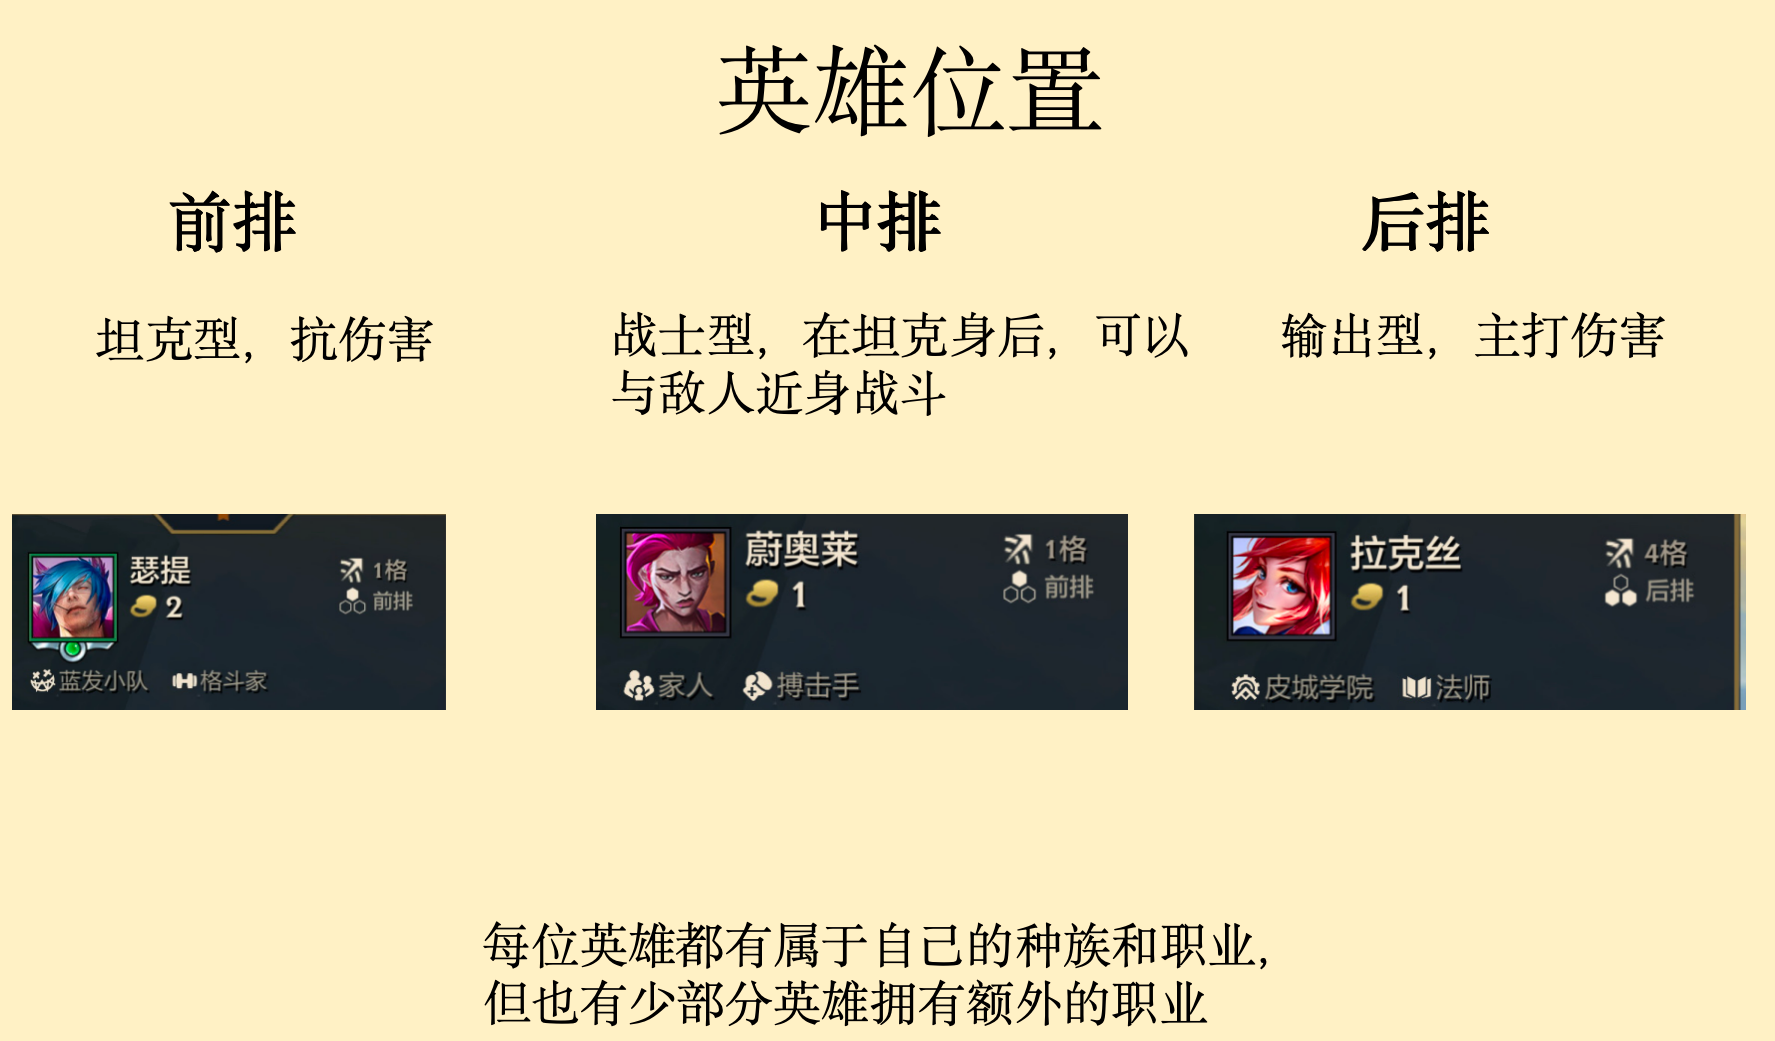 英雄位置
前排
中排
后排
坦克型，抗伤害
战士型，在坦克身后，可以
与敌人近身战斗
输出型，主打伤害
瑟提
1格
2
前排
蓝发小队 格斗家
蔚奥莱
1格
1
前排
家人 搏击手
拉克丝
4格
1
后排
皮城学院 法师
每位英雄都有属于自己的种族和职业，
但也有少部分英雄拥有额外的职业